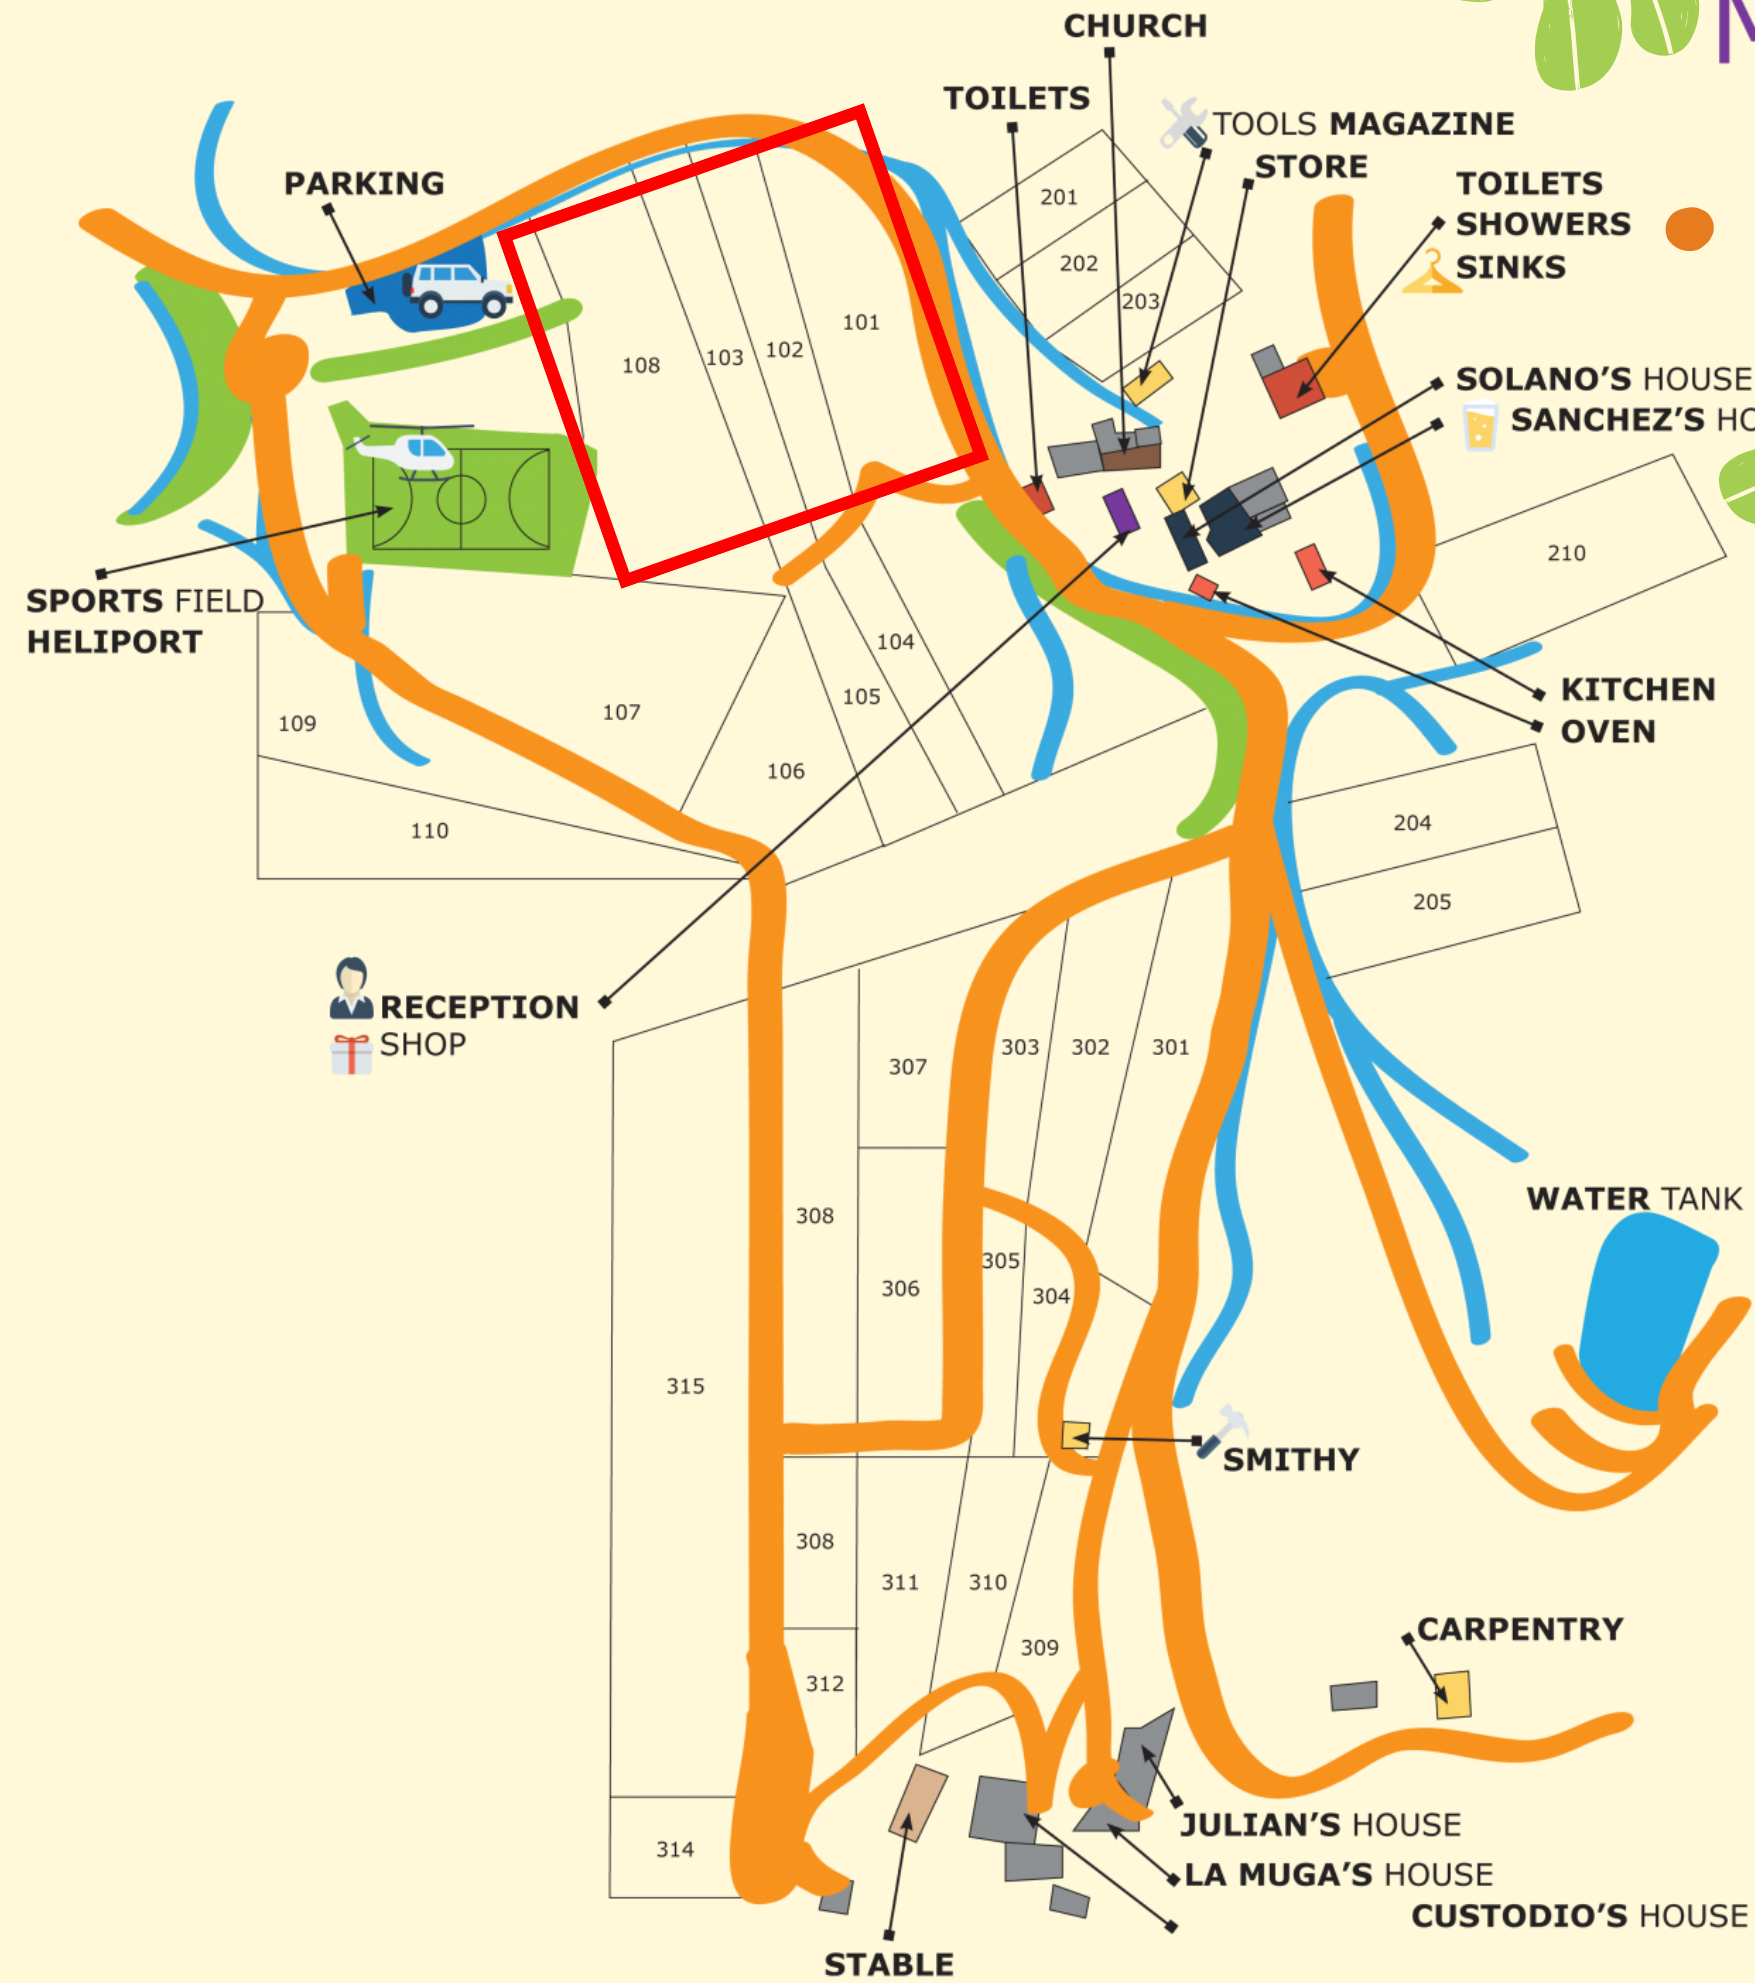 CHURCH
TOILETS
TOOLS MAGAZINE
STORE
PARKING
TOILETS
SHOWERS
SINKS
201
202
203
101
102
103
108
SOLANO'S HOUSE
SANCHEZ'S HO
210
SPORTS FIELD
HELIPORT
104
105
107
109
106
110
KITCHEN
OVEN
204
205
RECEPTION
SHOP
303
302
301
307
308
306
305
304
WATER TANK
315
SMITHY
308
311
310
309
312
CARPENTRY
314
JULIAN'S HOUSE
LA MUGA'S HOUSE
CUSTODIO'S HOUSE
STABLE